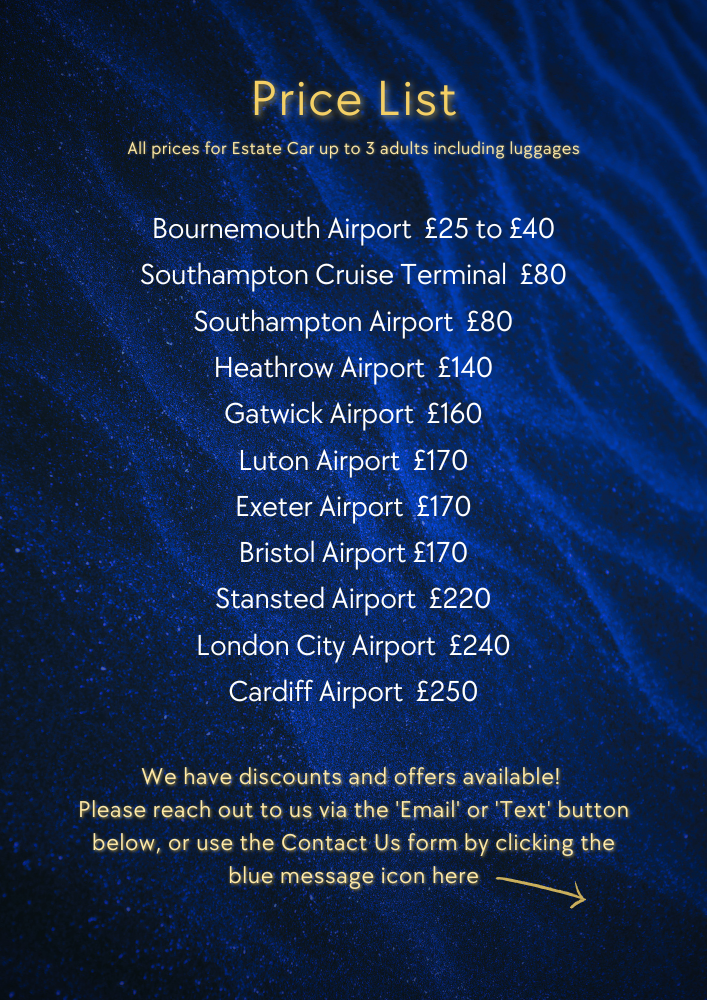 Price List
All prices for Estate Car up to 3 adults including luggages
Bournemouth Airport £25 to £40
Southampton Cruise Terminal £80
Southampton Airport £80
Heathrow Airport £140
Gatwick Airport £160
Luton Airport £170
Exeter Airport £170
Bristol Airport £170
Stansted Airport £220
London City Airport £240
Cardiff Airport £250
We have discounts and offers available!
Please reach out to us via the 'Email' or 'Text' button
below, or use the Contact Us form by clicking the
blue message icon here